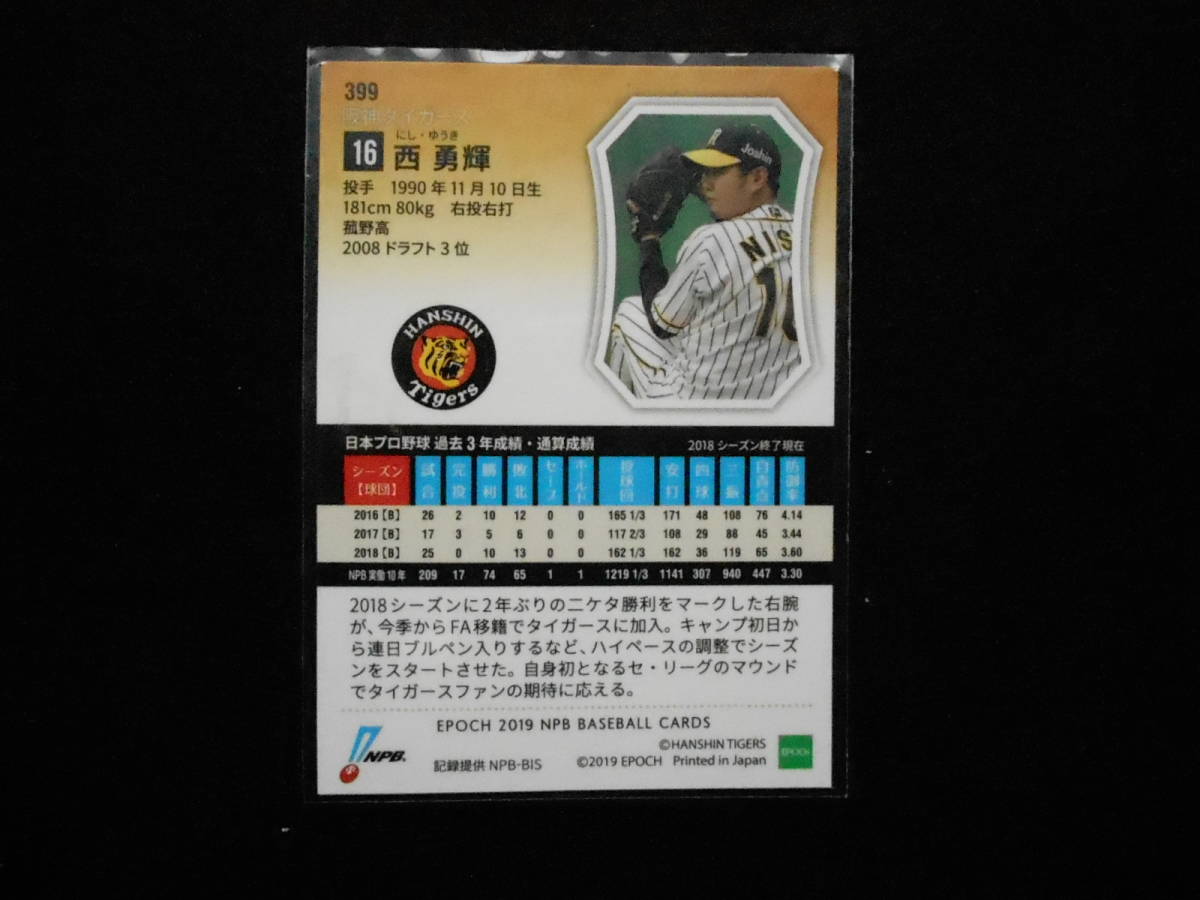 399
阪神タイガース
にし・ゆうき
16 西 勇輝
投手 1990年11月10日生
181cm 80kg 右投右打
菰野高
2008ドラフト3位
Joshin
NIS
HANSHIN
Tigers
日本プロ野球 過去3年成績・通算成績 2018シーズン終了現在
シーズン【球団】 試合 完投 勝利 敗北 セーブ ホールド 投球回 安打 四球 三振 自責点 防御率
2016【B】 26 2 10 12 0 0 165 1/3 171 48 108 76 4.14
2017【B】 17 3 5 6 0 0 117 2/3 108 29 88 45 3.44
2018【B】 25 0 10 13 0 0 162 1/3 162 36 119 65 3.60
NPB実働10年 209 17 74 65 1 1 1219 1/3 1141 307 940 447 3.30
2018シーズンに2年ぶりの二ケタ勝利をマークした右腕
が、今季からFA移籍でタイガースに加入。キャンプ初日か
ら連日ブルペン入りするなど、ハイペースの調整でシーズ
ンをスタートさせた。自身初となるセ・リーグのマウンド
でタイガースファンの期待に応える。
EPOCH 2019 NPB BASEBALL CARDS
NPB
記録提供 NPB-BIS
©HANSHIN TIGERS
©2019 EPOCH Printed in Japan
EPOCH